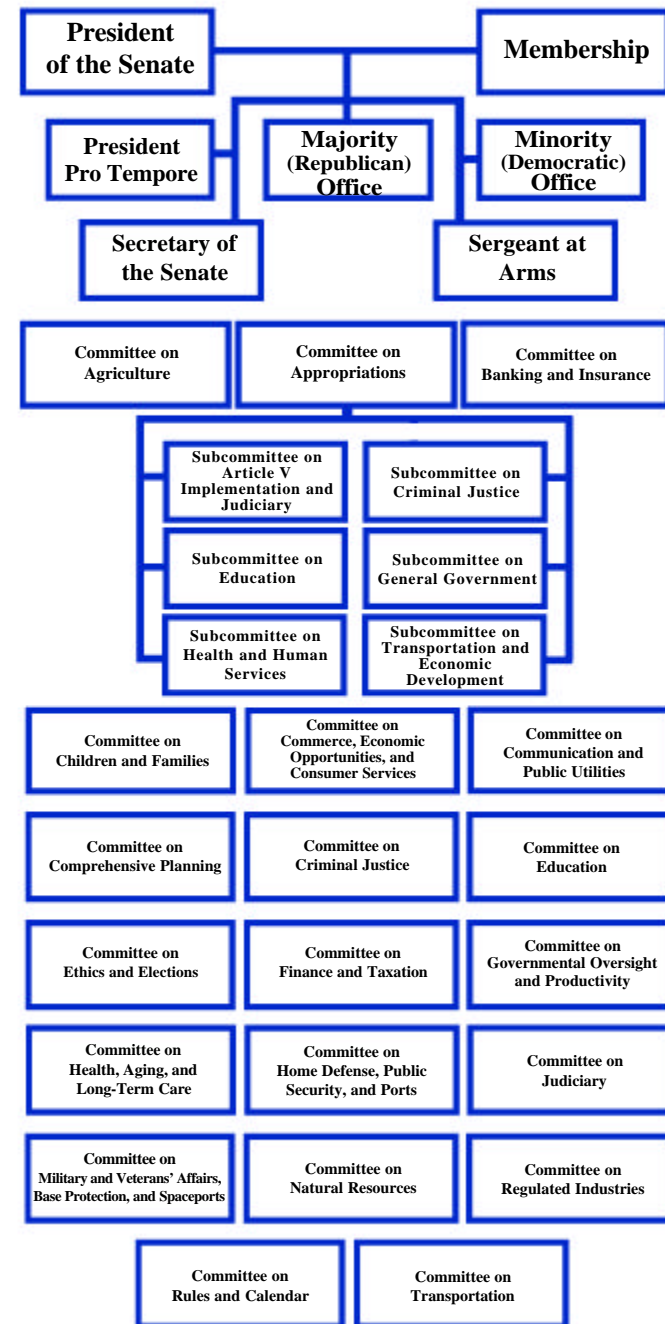 President
of the Senate
Membership
President
Pro Tempore
Majority
(Republican)
Office
Minority
(Democratic)
Office
Secretary of
the Senate
Sergeant at
Arms
Committee on
Agriculture
Committee on
Appropriations
Committee on
Banking and Insurance
Subcommittee on
Article V
Implementation and
Judiciary
Subcommittee on
Criminal Justice
Subcommittee on
Education
Subcommittee on
General Government
Subcommittee on
Health and Human
Services
Subcommittee on
Transportation and
Economic
Development
Committee on
Children and Families
Committee on
Commerce, Economic
Opportunities, and
Consumer Services
Committee on
Communication and
Public Utilities
Committee on
Comprehensive Planning
Committee on
Criminal Justice
Committee on
Education
Committee on
Ethics and Elections
Committee on
Finance and Taxation
Committee on
Governmental Oversight
and Productivity
Committee on
Health, Aging, and
Long-Term Care
Committee on
Home Defense, Public
Security, and Ports
Committee on
Judiciary
Committee on
Military and Veterans’ Affairs,
Base Protection, and Spaceports
Committee on
Natural Resources
Committee on
Regulated Industries
Committee on
Rules and Calendar
Committee on
Transportation